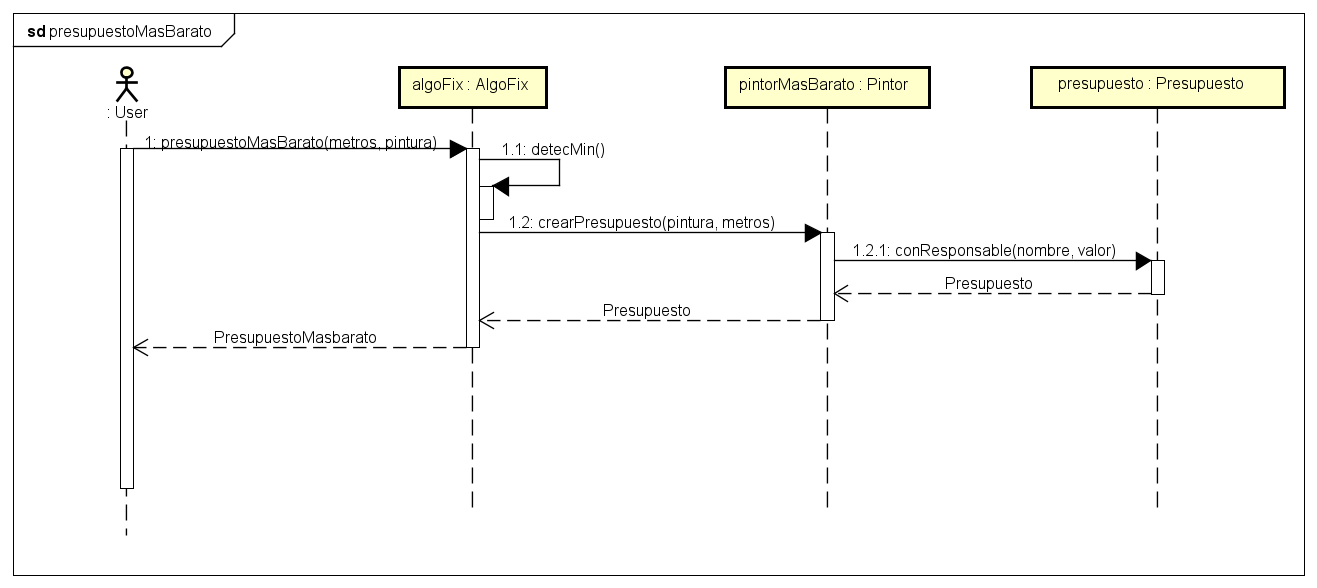 sd presupuestoMasBarato
: User
algoFix : AlgoFix
pintorMasBarato : Pintor
presupuesto : Presupuesto
1: presupuestoMasBarato(metros, pintura)
1.1: detecMin()
1.2: crearPresupuesto(pintura, metros)
1.2.1: conResponsable(nombre, valor)
Presupuesto
Presupuesto
PresupuestoMasbarato